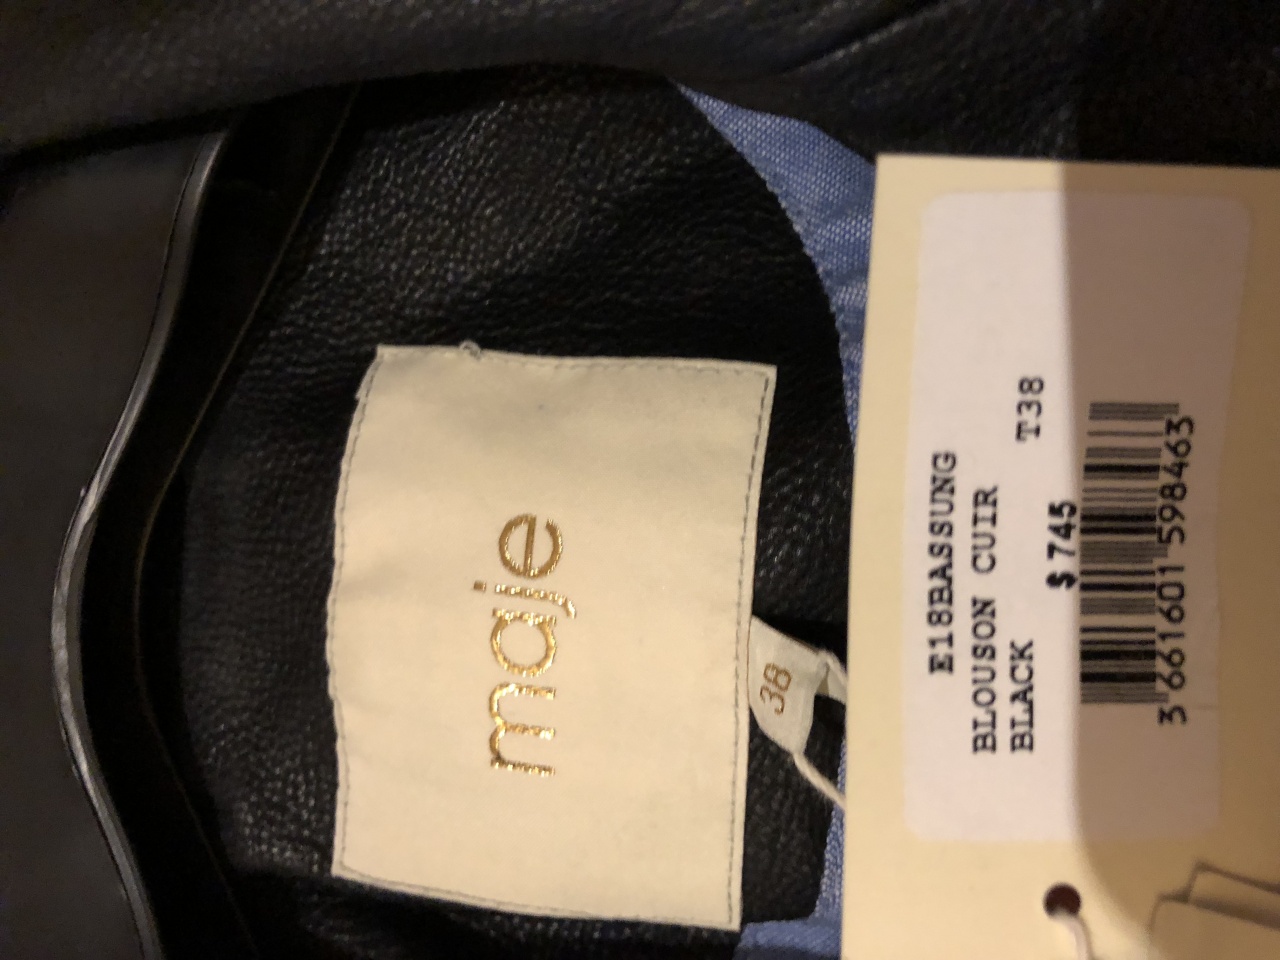 maje
38
E18BASSUNG
BLOUSON CUIR
BLACK T38
$ 745
3 661601 598463